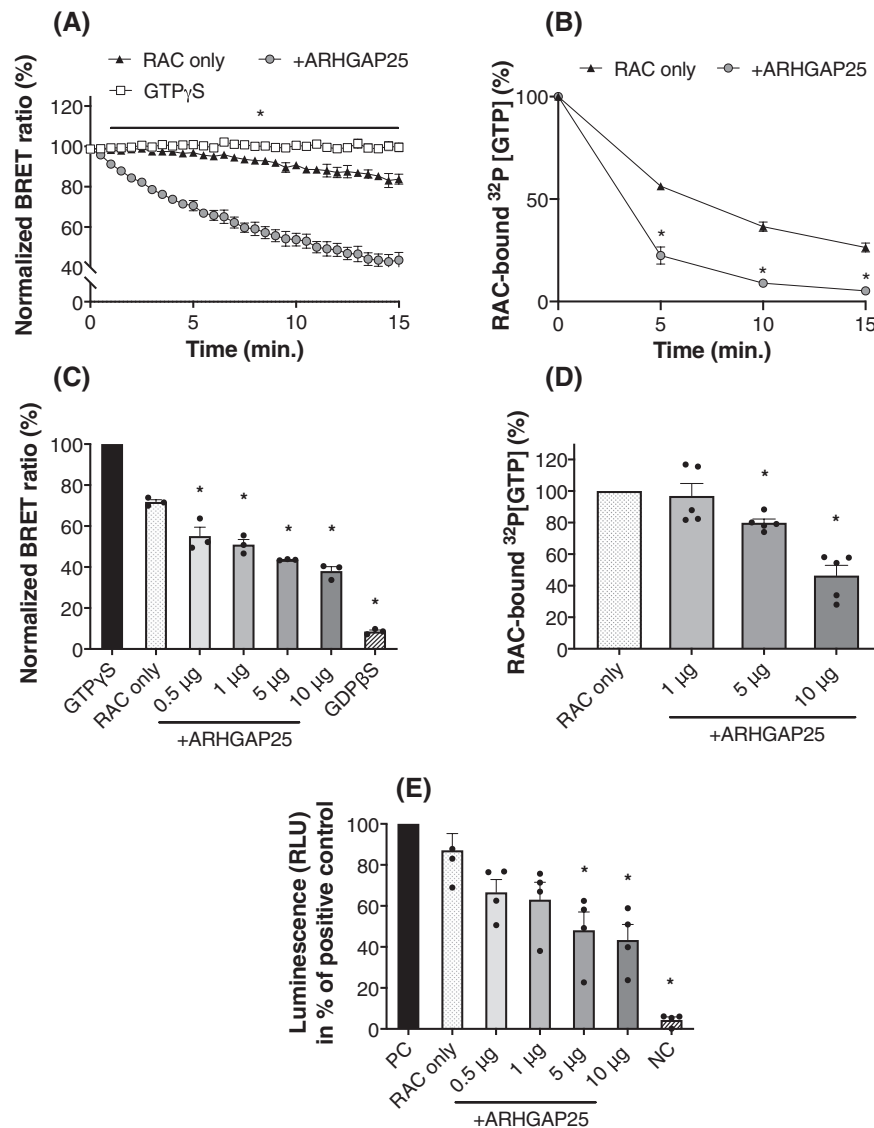 (A)
RAC only
+ARHGAP25
GTPγS
Normalized BRET ratio (%)
120
100
80
60
40
0
*
0
5
10
15
Time (min.)
(B)
RAC only
+ARHGAP25
RAC-bound ³²P [GTP] (%)
100
50
0
*
*
*
0
5
10
15
Time (min.)
(C)
Normalized BRET ratio (%)
100
80
60
40
20
0
*
*
*
*
*
GTPγS
RAC only
0.5 µg
1 µg
5 µg
10 µg
GDPβS
+ARHGAP25
(D)
RAC-bound ³²P[GTP] (%)
120
100
80
60
40
20
0
*
*
RAC only
1 µg
5 µg
10 µg
+ARHGAP25
(E)
Luminescence (RLU)
in % of positive control
100
80
60
40
20
0
*
*
*
PC
RAC only
0.5 µg
1 µg
5 µg
10 µg
NC
+ARHGAP25